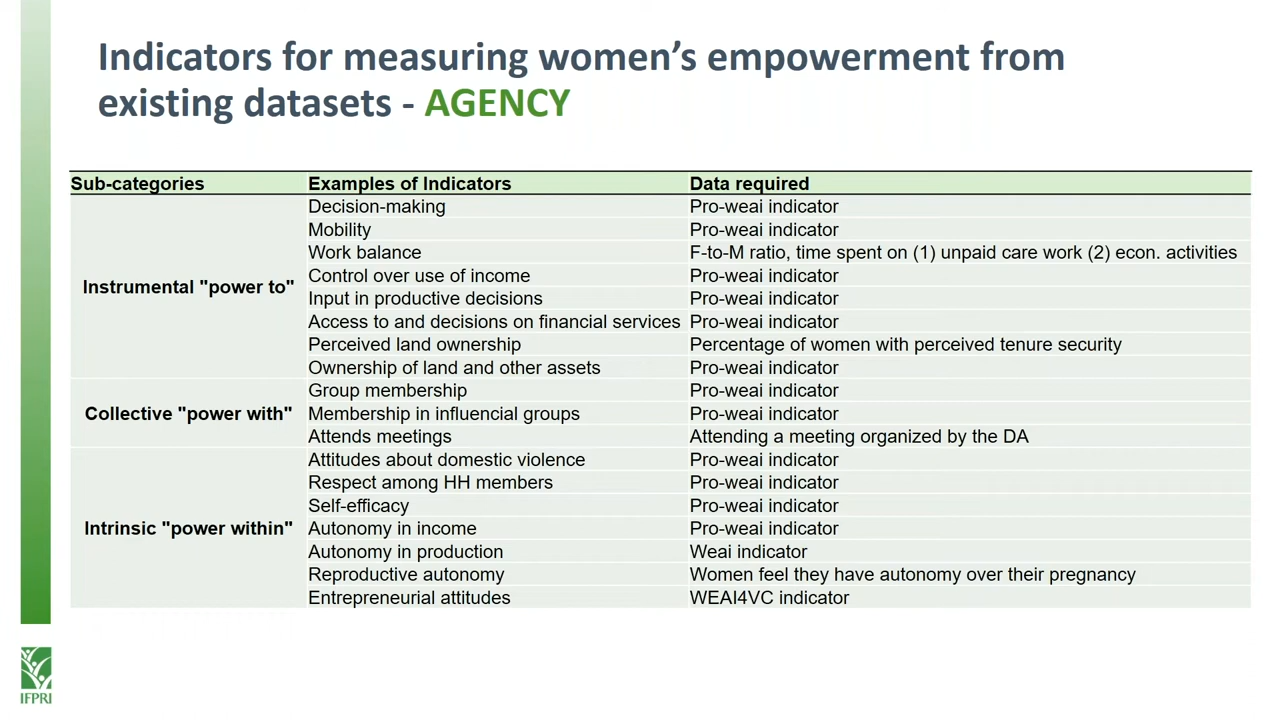 Indicators for measuring women’s empowerment from
existing datasets - AGENCY
Sub-categories Examples of Indicators Data required
Instrumental "power to"
Decision-making Pro-weai indicator
Mobility Pro-weai indicator
Work balance F-to-M ratio, time spent on (1) unpaid care work (2) econ. activities
Control over use of income Pro-weai indicator
Input in productive decisions Pro-weai indicator
Access to and decisions on financial services Pro-weai indicator
Perceived land ownership Percentage of women with perceived tenure security
Ownership of land and other assets Pro-weai indicator
Collective "power with"
Group membership Pro-weai indicator
Membership in influential groups Pro-weai indicator
Attends meetings Attending a meeting organized by the DA
Intrinsic "power within"
Attitudes about domestic violence Pro-weai indicator
Respect among HH members Pro-weai indicator
Self-efficacy Pro-weai indicator
Autonomy in income Pro-weai indicator
Autonomy in production Weai indicator
Reproductive autonomy Women feel they have autonomy over their pregnancy
Entrepreneurial attitudes WEAI4VC indicator
IFPRI